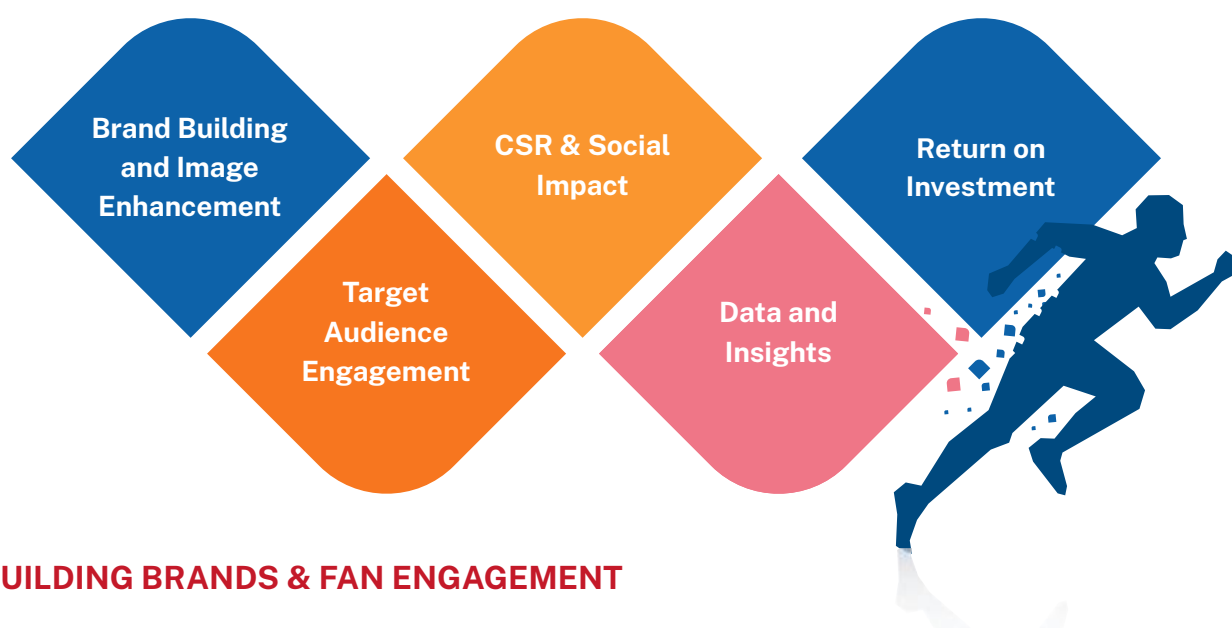 Brand Building
and Image
Enhancement
Target
Audience
Engagement
CSR & Social
Impact
Data and
Insights
Return on
Investment
UILDING BRANDS & FAN ENGAGEMENT